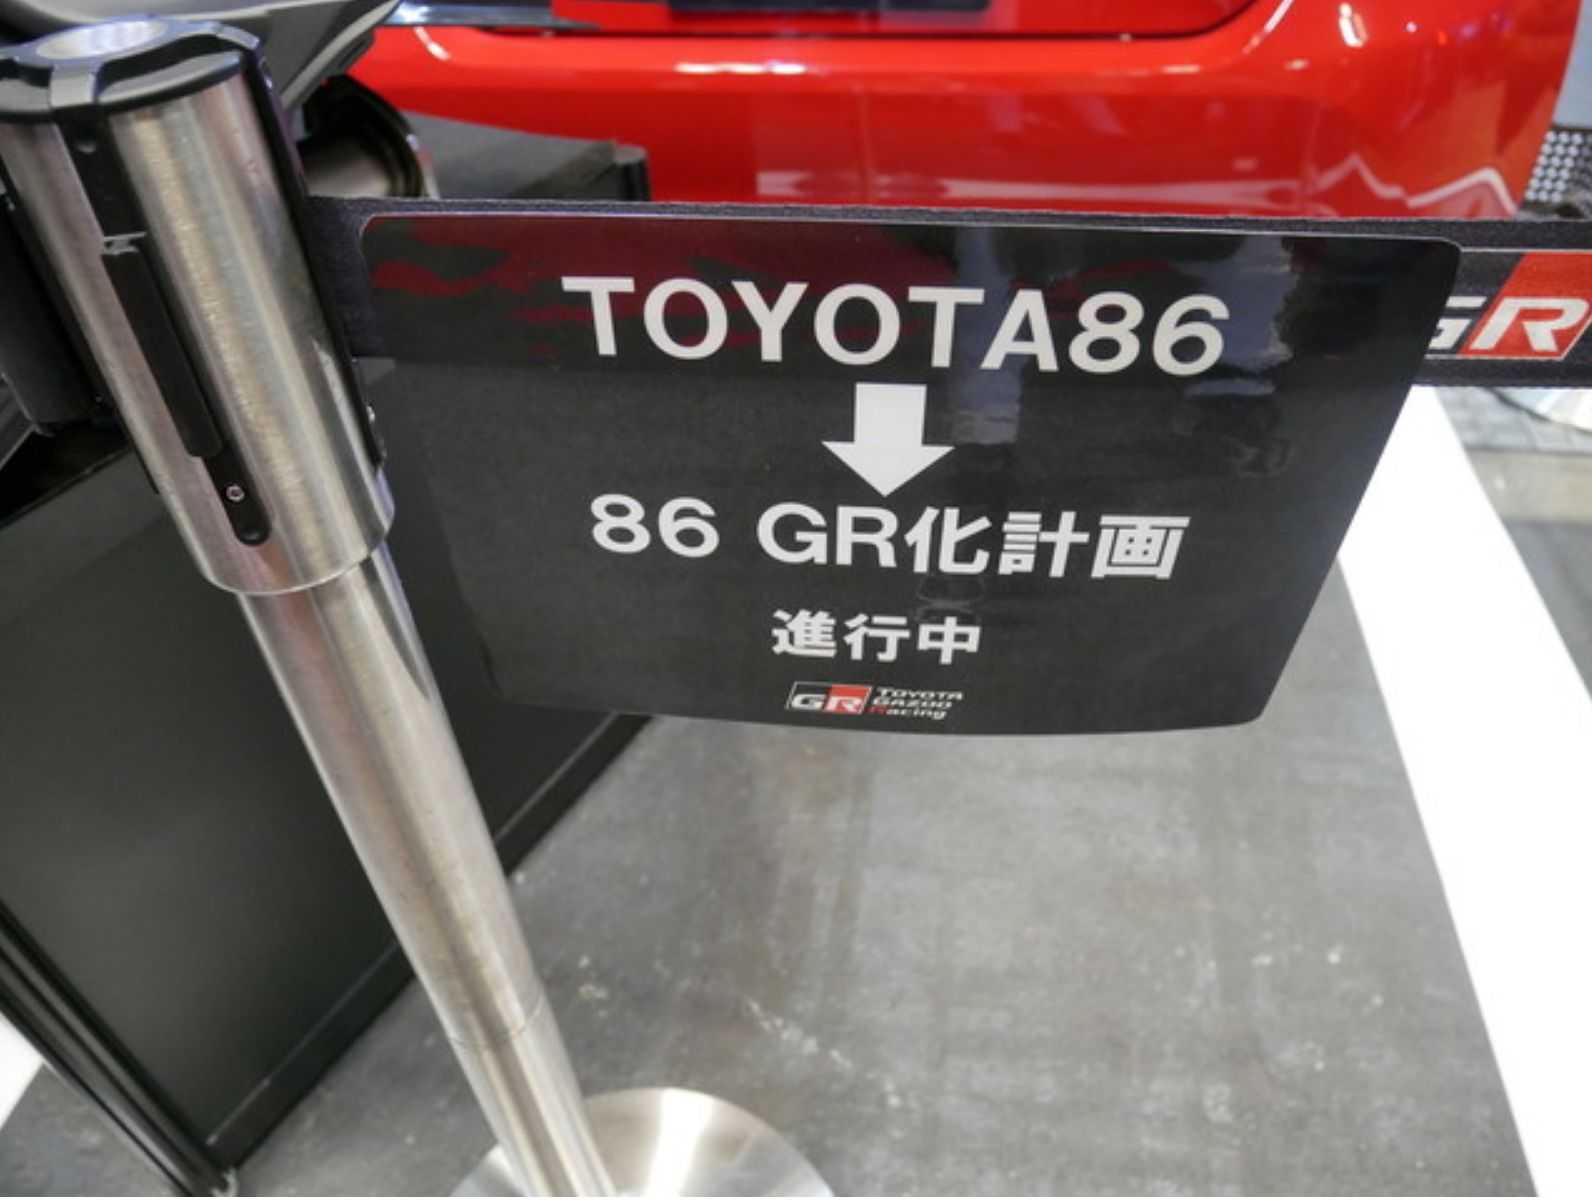 TOYOTA86
86 GR化計画
進行中
GR TOYOTA
GAZOO
Racing
GR